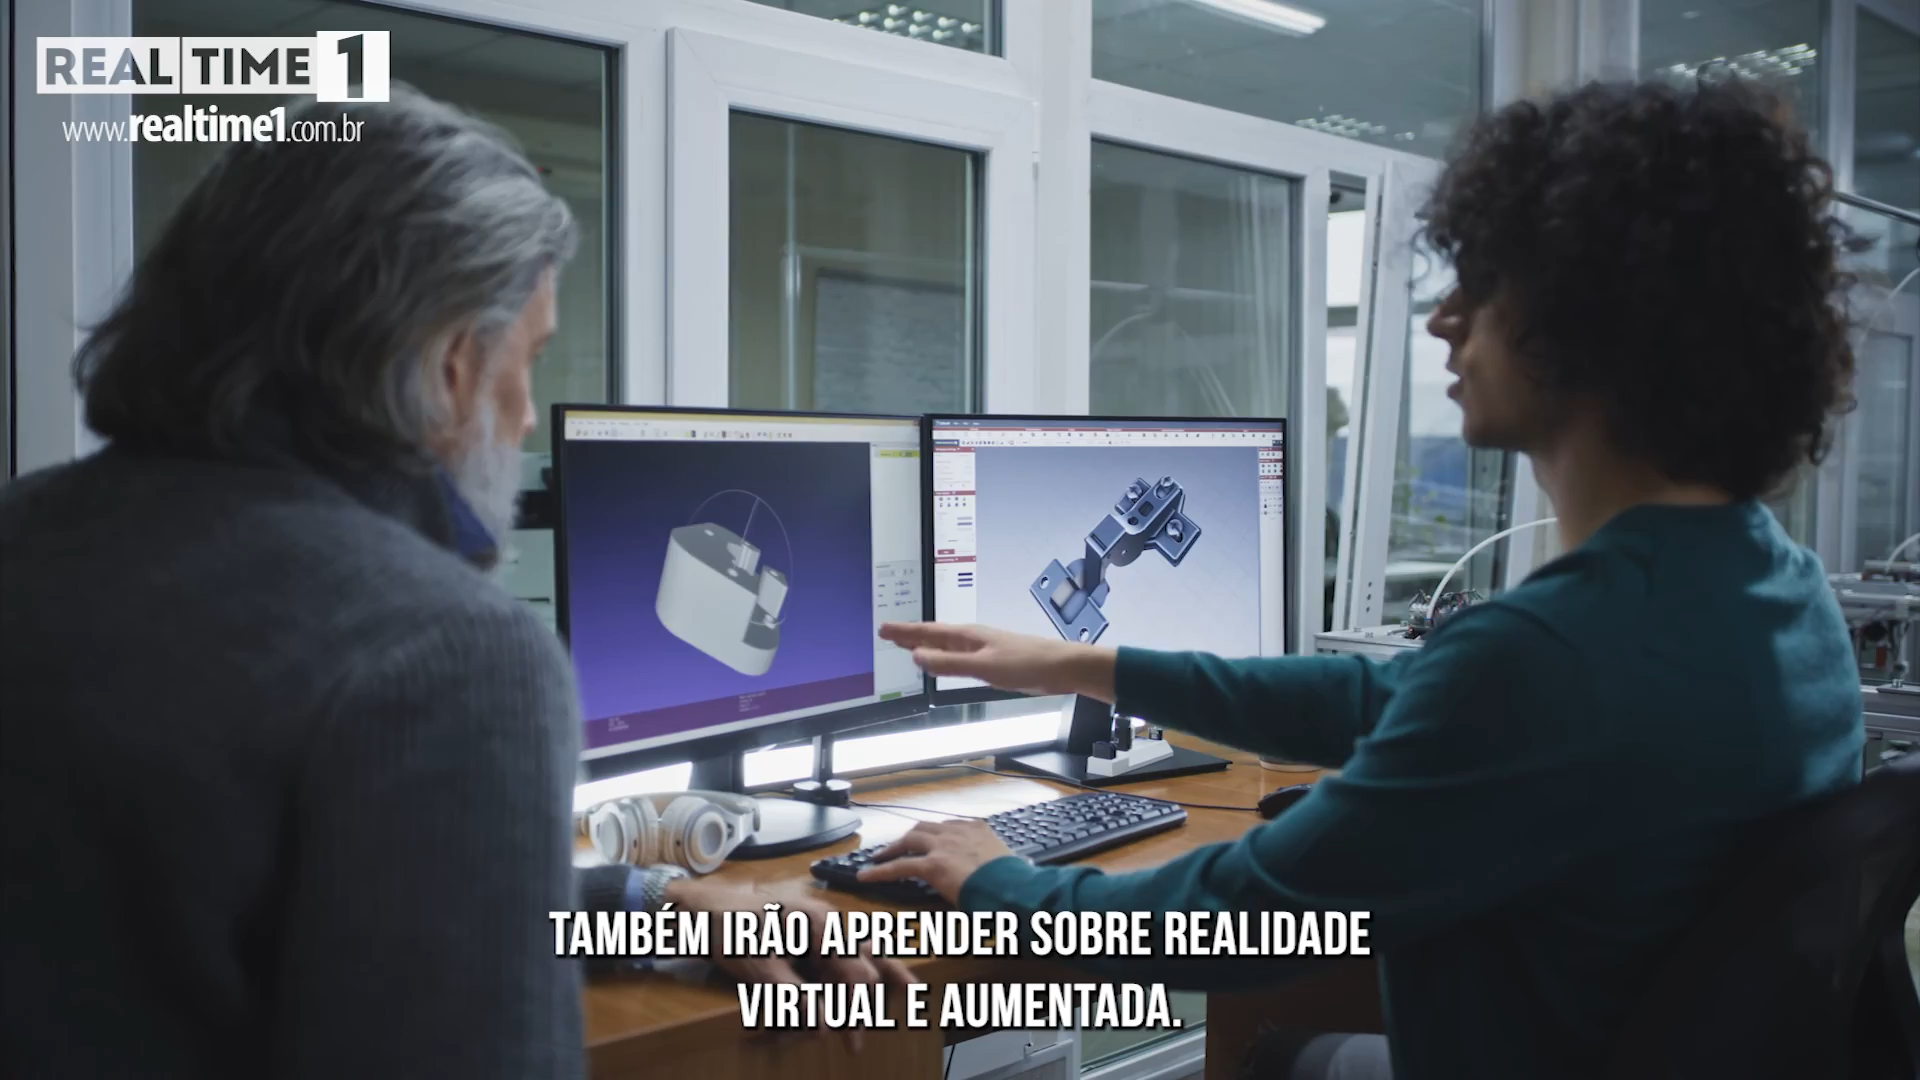 REAL TIME 1
www.realtime1.com.br
TAMBÉM IRÃO APRENDER SOBRE REALIDADE
VIRTUAL E AUMENTADA.